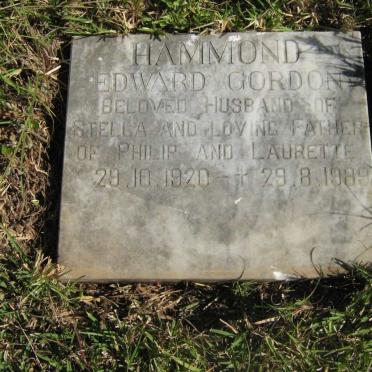 HAMMOND
EDWARD GORDON
BELOVED HUSBAND OF
STELLA AND LOVING FATHER
OF PHILIP AND LAURETTE
29.10.1920 - † 29.8.1989